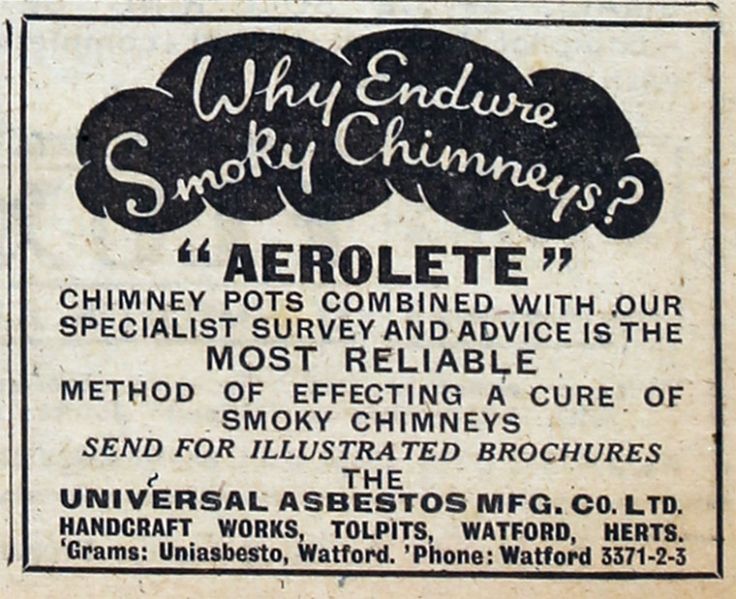 Why Endure
Smoky Chimneys?
"AEROLETE"
CHIMNEY POTS COMBINED WITH OUR
SPECIALIST SURVEY AND ADVICE IS THE
MOST RELIABLE
METHOD OF EFFECTING A CURE OF
SMOKY CHIMNEYS
SEND FOR ILLUSTRATED BROCHURES
THE
UNIVERSAL ASBESTOS MFG. CO. LTD.
HANDCRAFT WORKS, TOLPITS, WATFORD, HERTS.
'Grams: Uniasbesto, Watford. 'Phone: Watford 3371-2-3